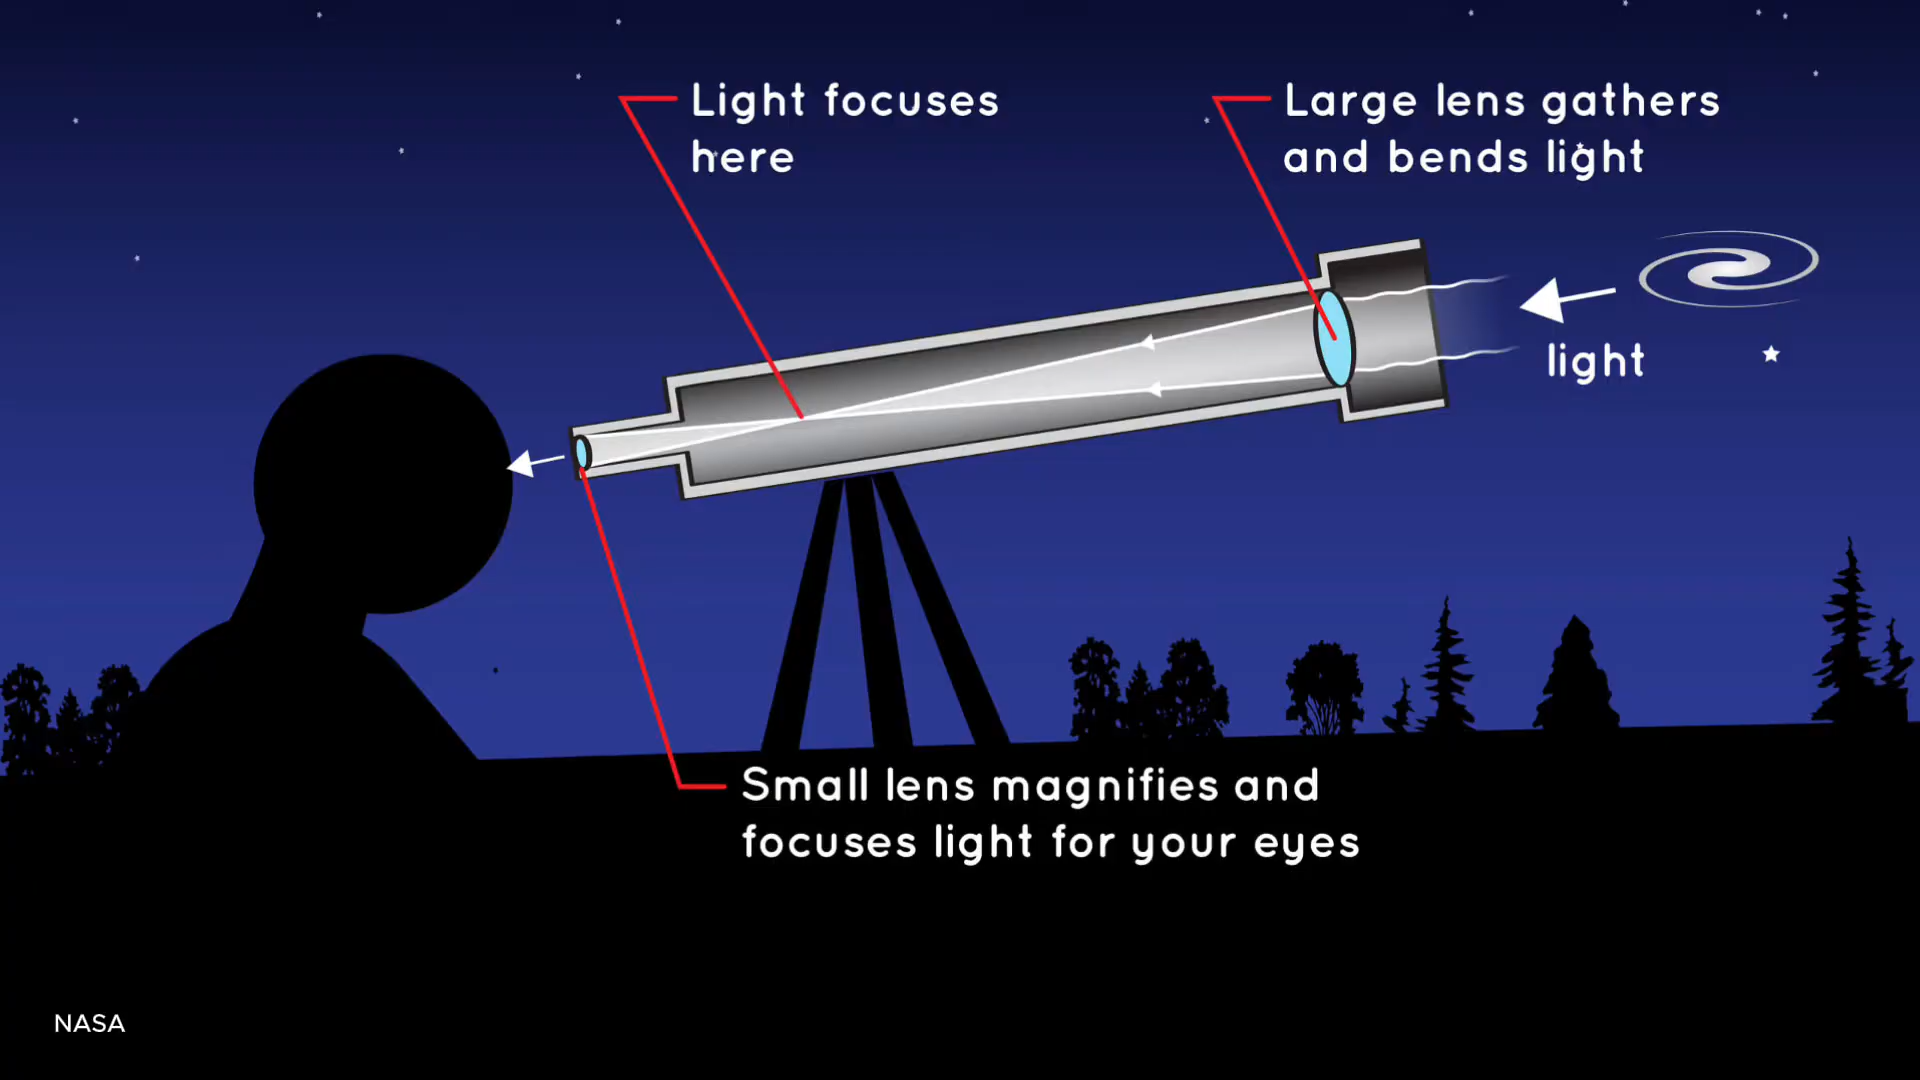 Light focuses
here
Large lens gathers
and bends light
light
Small lens magnifies and
focuses light for your eyes
NASA